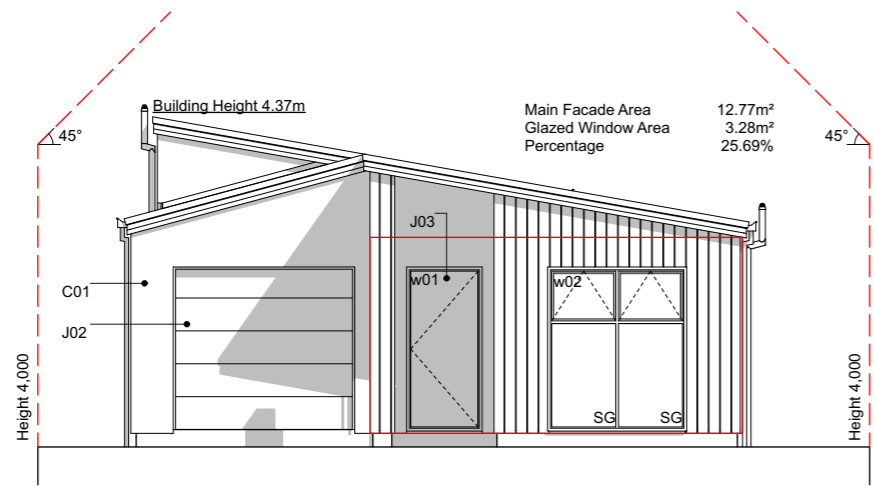 Building Height 4.37m
Main Facade Area 12.77m²
Glazed Window Area 3.28m²
Percentage 25.69%
45°
45°
J03
w01
w02
C01
J02
Height 4,000
Height 4,000
SG
SG